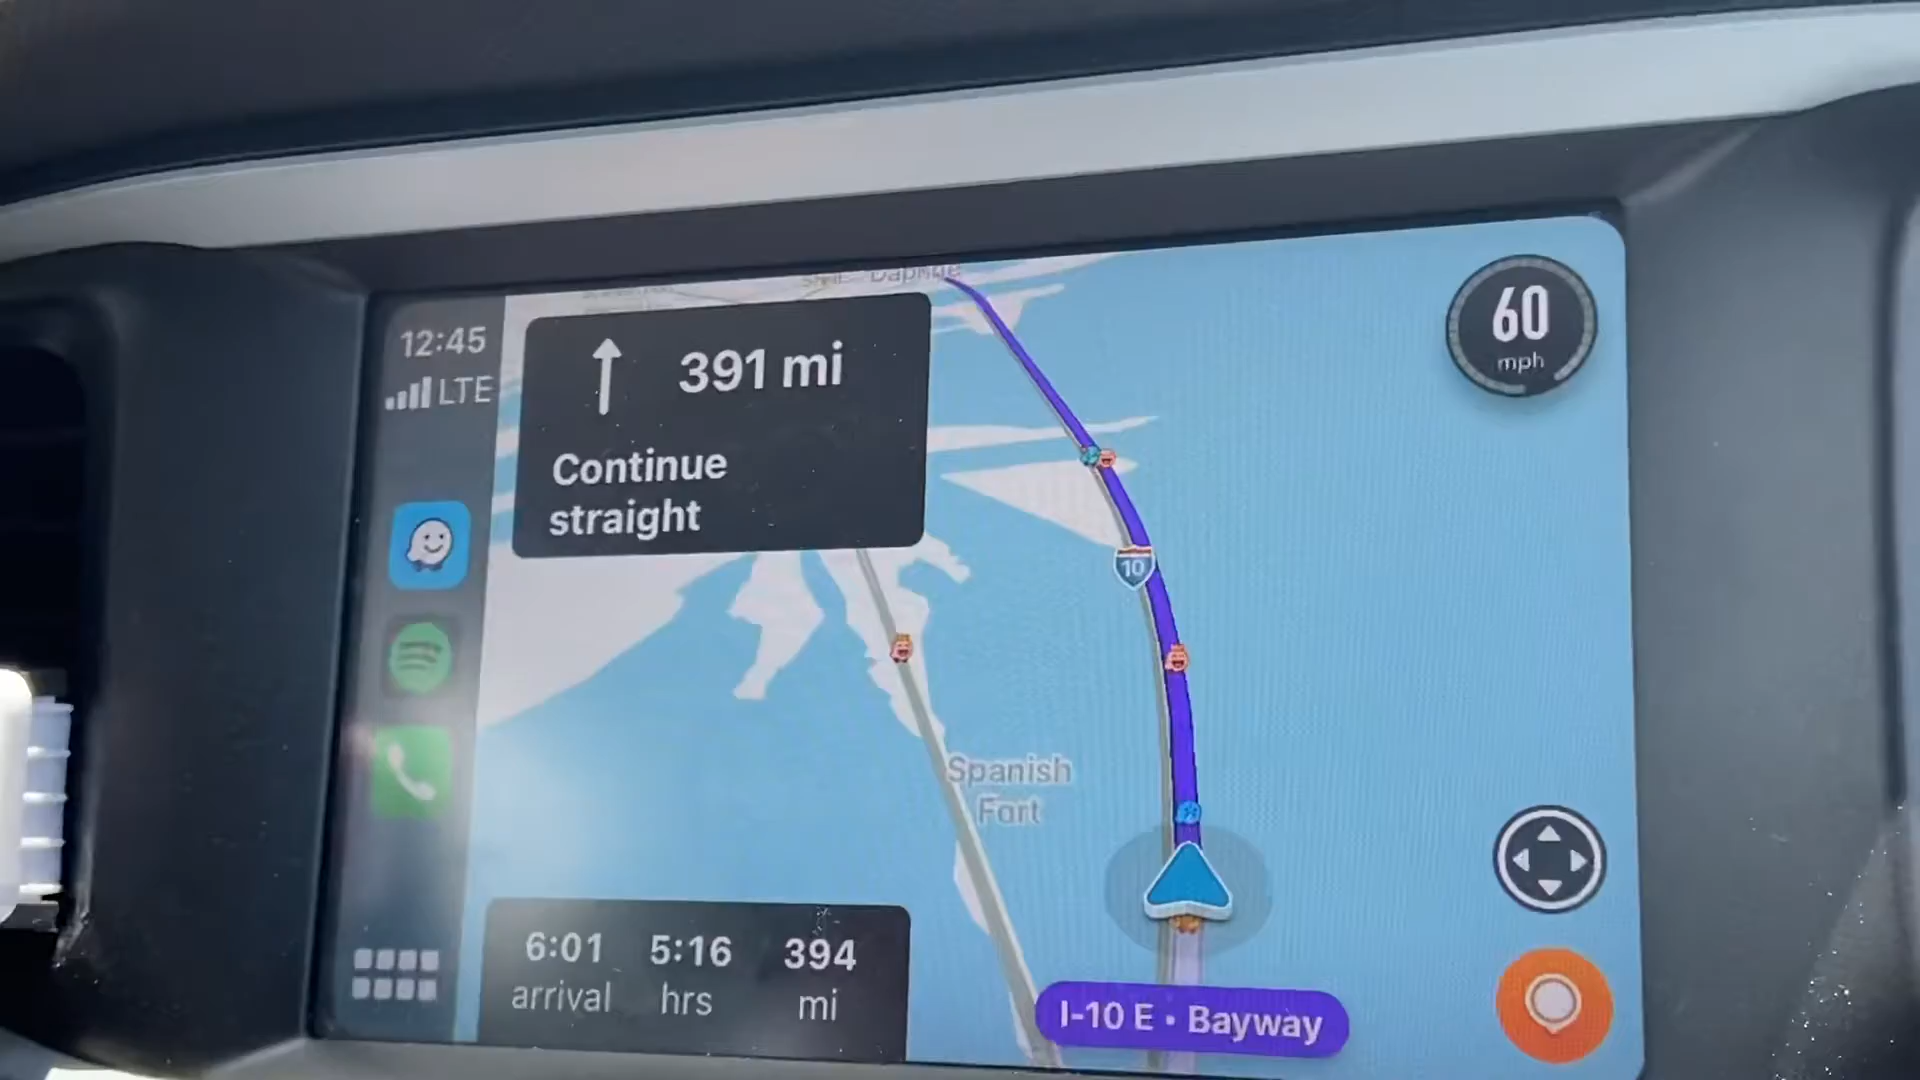 12:45
LTE
391 mi
Continue
straight
Daphne
60
mph
10
Spanish
Fort
6:01 5:16 394
arrival hrs mi
I-10 E • Bayway